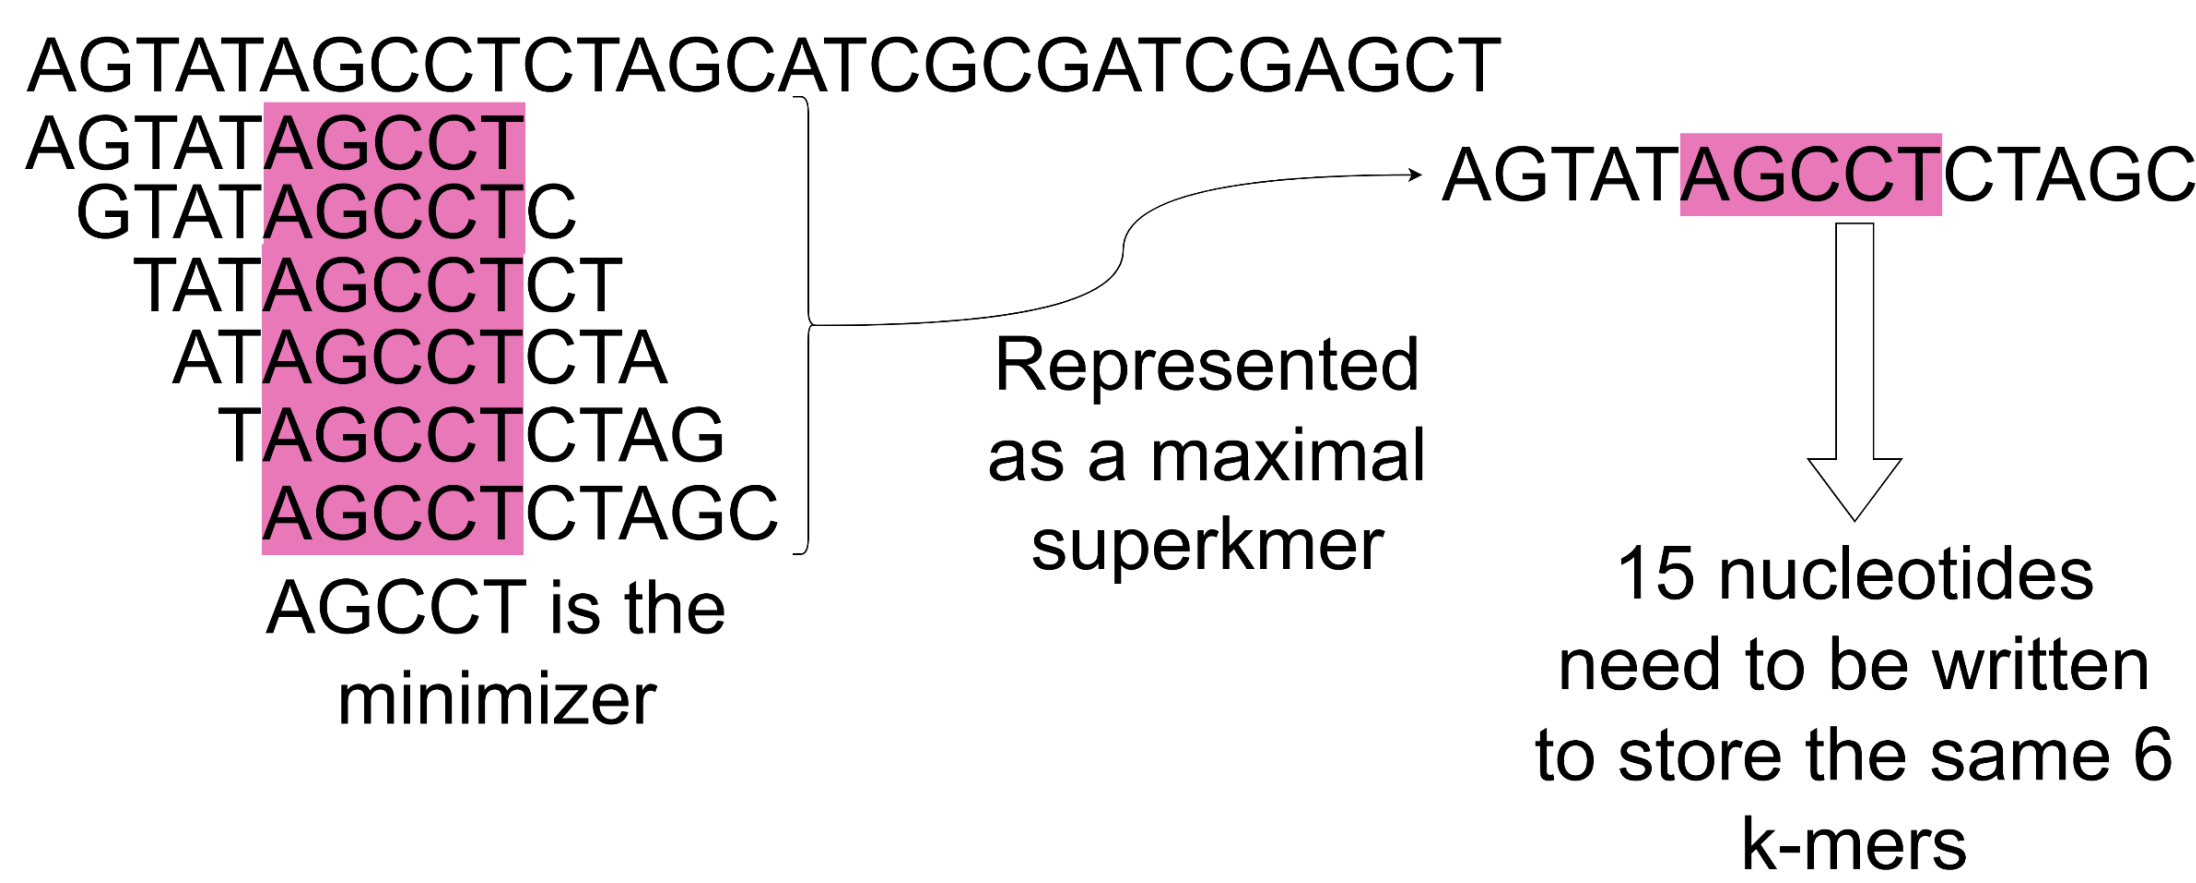 AGTATAGCCTCTAGCATCGCGATCGAGCT
AGTATAGCCT
GTATAGCCTC
TATAGCCTCT
ATAGCCTCTA
TAGCCTCTAG
AGCCTCTAGC
AGCCT is the
minimizer
Represented
as a maximal
superkmer
AGTATAGCCTCTAGC
15 nucleotides
need to be written
to store the same 6
k-mers